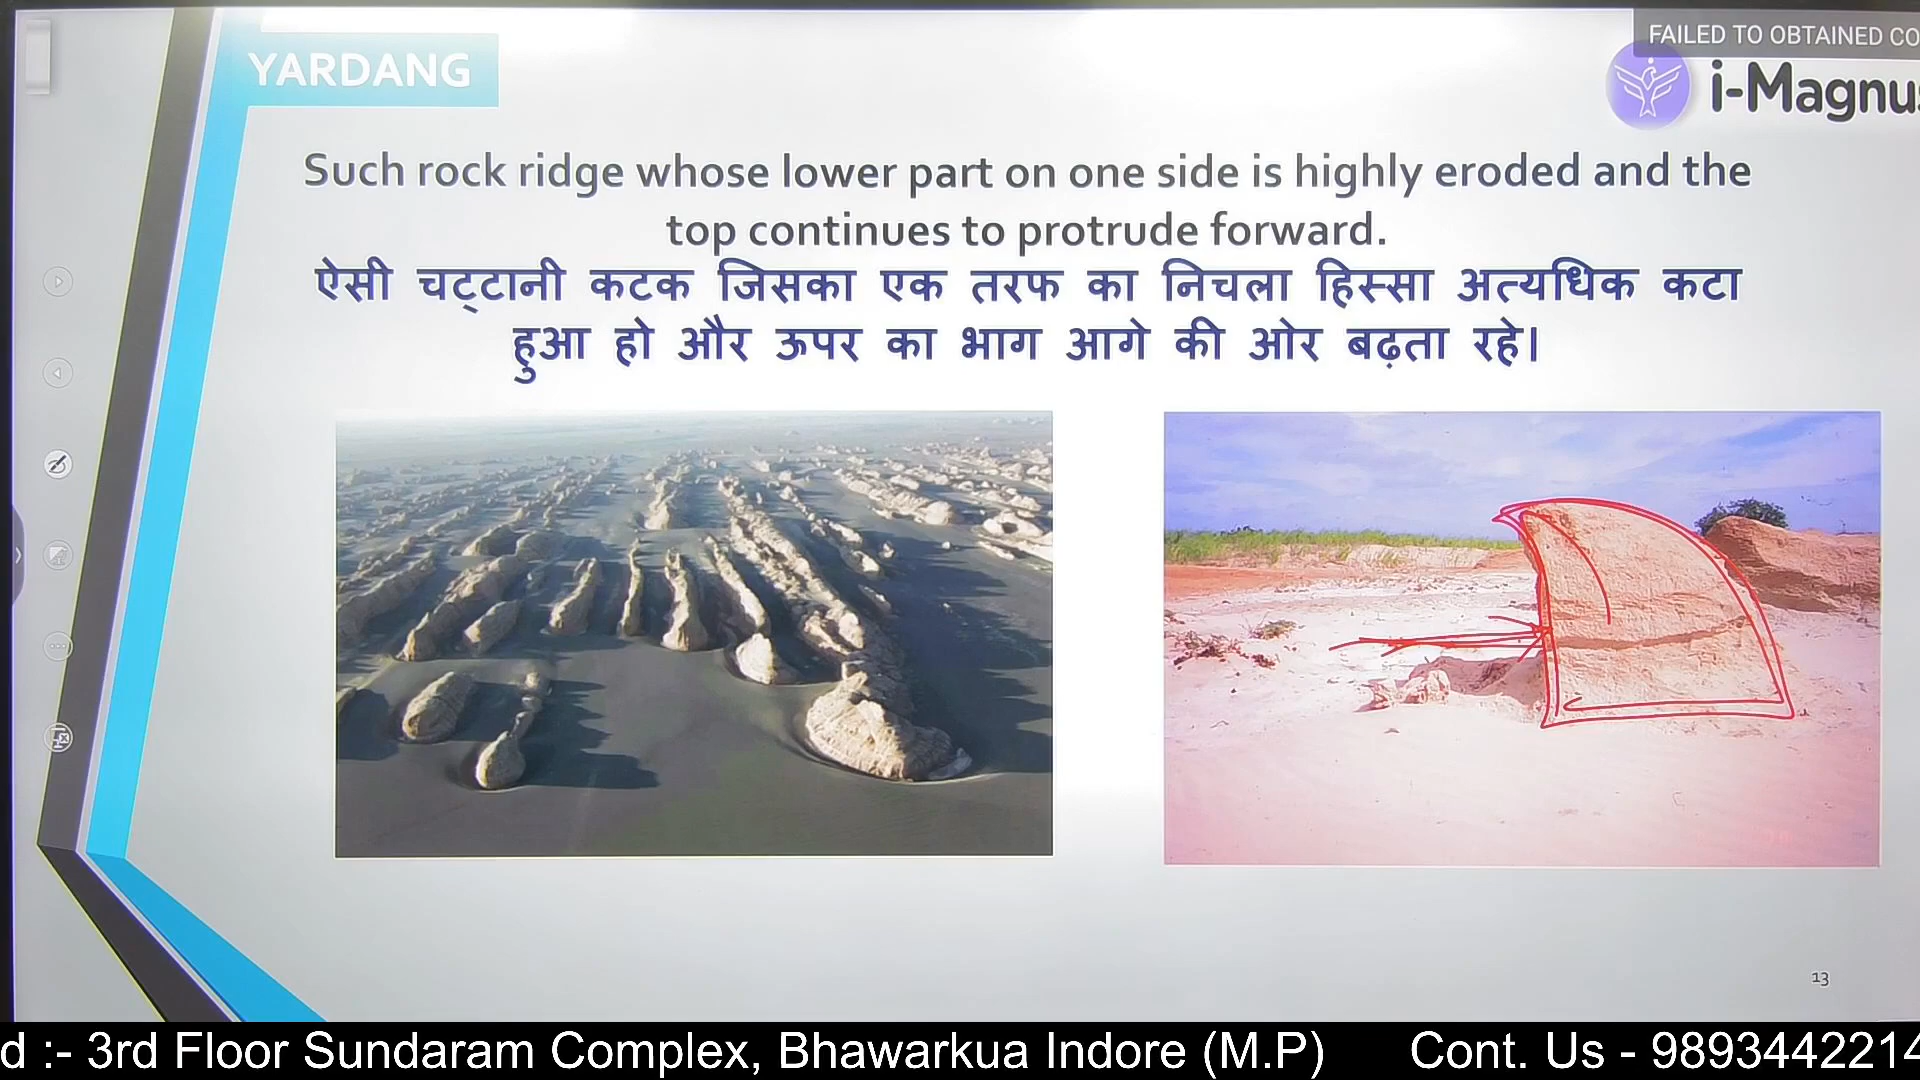 FAILED TO OBTAINED CO
YARDANG
i-Magnus
Such rock ridge whose lower part on one side is highly eroded and the
top continues to protrude forward.
ऐसी चट्टानी कटक जिसका एक तरफ का निचला हिस्सा अत्यधिक कटा
हुआ हो और ऊपर का भाग आगे की ओर बढ़ता रहे।
13
d :- 3rd Floor Sundaram Complex, Bhawarkua Indore (M.P) Cont. Us - 9893442214